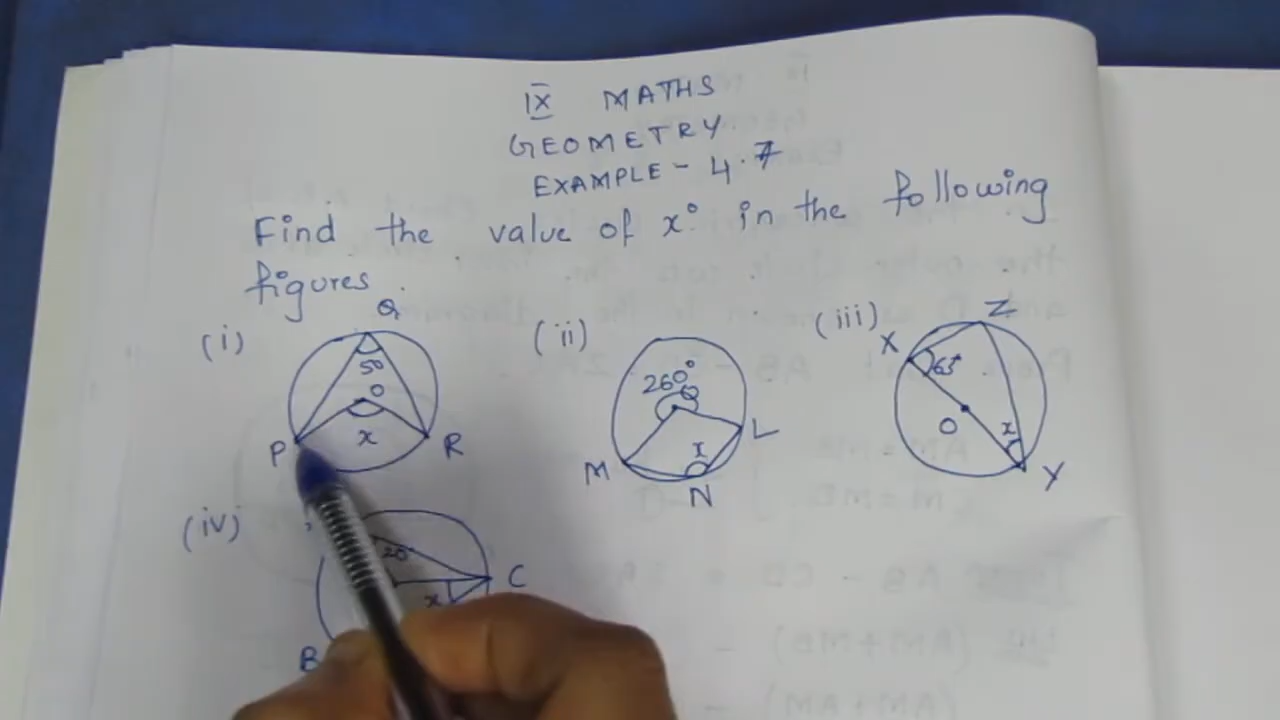 IX MATHS
GEOMETRY
EXAMPLE - 4.7
Find the value of x° in the following
figures.
(i) Q 50 O x P R
(ii) 260° O x M L N
(iii) X Z 65° O x Y
(iv) 20 C x B